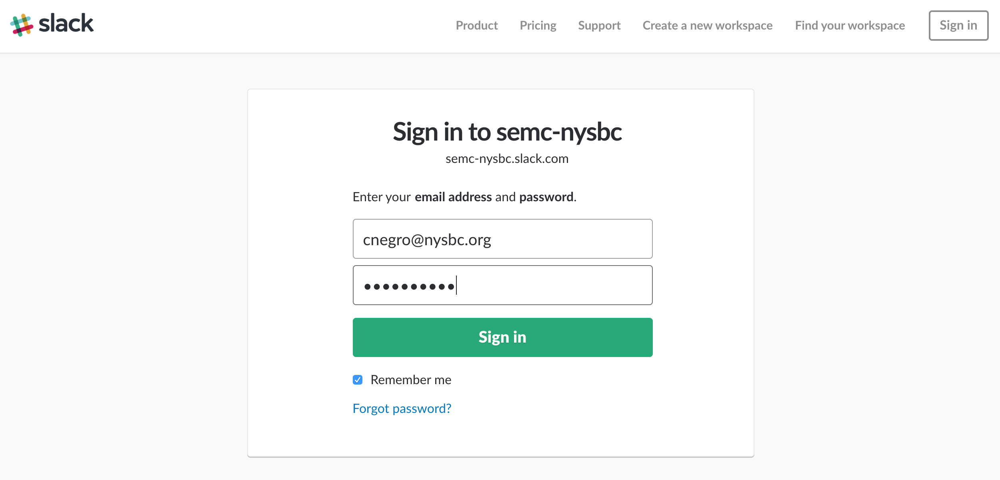 slack
Product Pricing Support Create a new workspace Find your workspace Sign in
Sign in to semc-nysbc
semc-nysbc.slack.com
Enter your email address and password.
cnegro@nysbc.org
••••••••••
Sign in
Remember me
Forgot password?